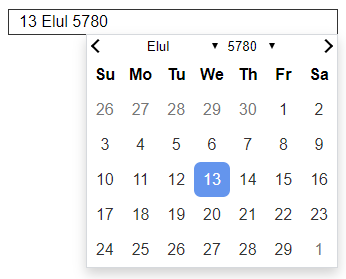 13 Elul 5780
Elul 5780
Su Mo Tu We Th Fr Sa
26 27 28 29 30 1 2
3 4 5 6 7 8 9
10 11 12 13 14 15 16
17 18 19 20 21 22 23
24 25 26 27 28 29 1